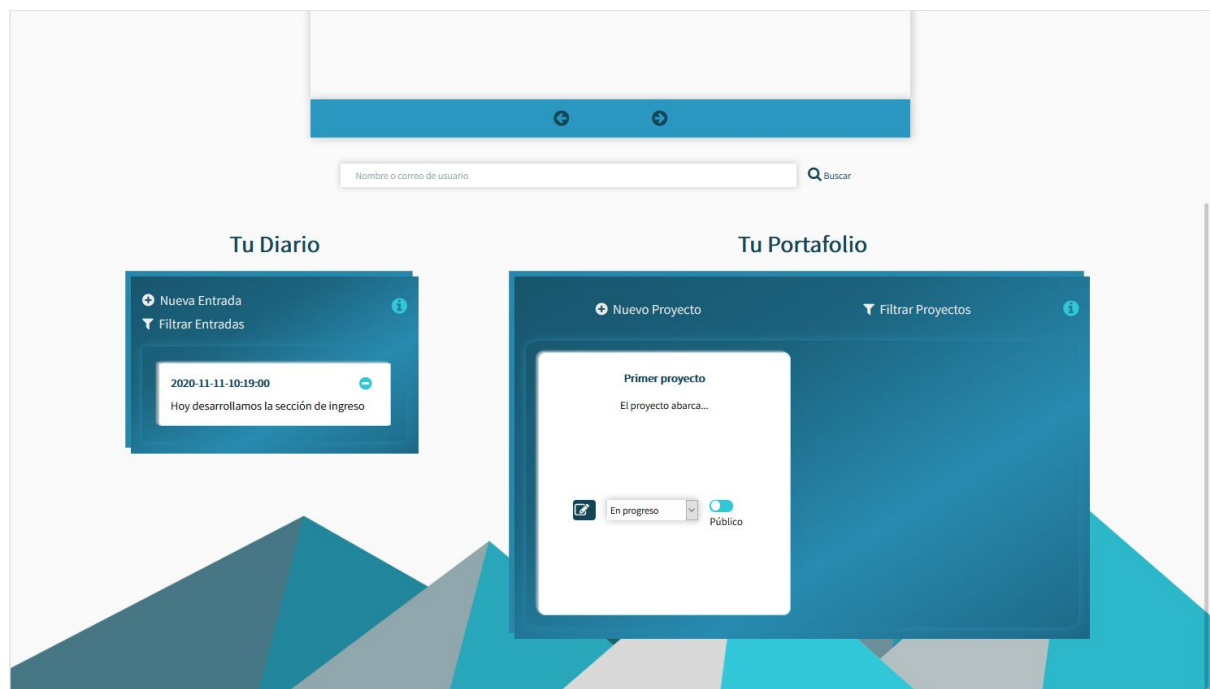 Nombre o correo de usuario
Buscar
Tu Diario
Nueva Entrada
Filtrar Entradas
2020-11-11-10:19:00
Hoy desarrollamos la sección de ingreso
Tu Portafolio
Nuevo Proyecto
Filtrar Proyectos
Primer proyecto
El proyecto abarca...
En progreso
Público